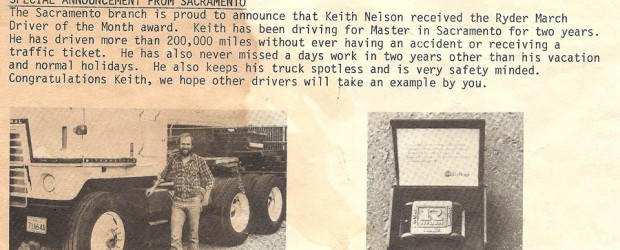 SPECIAL ANNOUNCEMENT FROM SACRAMENTO
The Sacramento branch is proud to announce that Keith Nelson received the Ryder March
Driver of the Month award. Keith has been driving for Master in Sacramento for two years.
He has driven more than 200,000 miles without ever having an accident or receiving a
traffic ticket. He has also never missed a days work in two years other than his vacation
and normal holidays. He also keeps his truck spotless and is very safety minded.
Congratulations Keith, we hope other drivers will take an example by you.
R